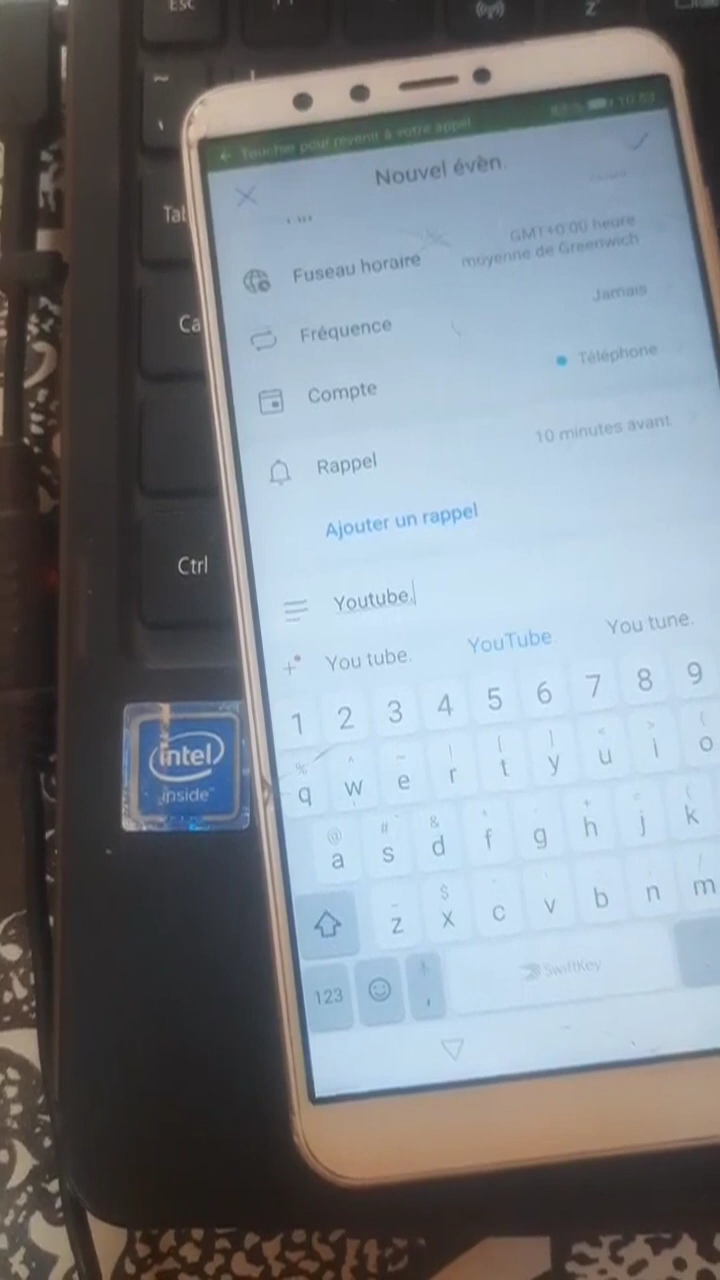 Esc
~
Tab
Ca
Ctrl
intel
inside
← Toucher pour revenir à votre appel
Nouvel évèn.
Fuseau horaire
GMT+0:00 heure
moyenne de Greenwich
Fréquence
Jamais
Compte
Téléphone
Rappel
10 minutes avant
Ajouter un rappel
Youtube.
You tube. YouTube. You tune.
1 2 3 4 5 6 7 8 9
q w e r t y u i o
@ # &
a s d f g h j k
$
z x c v b n m
123 , SwiftKey